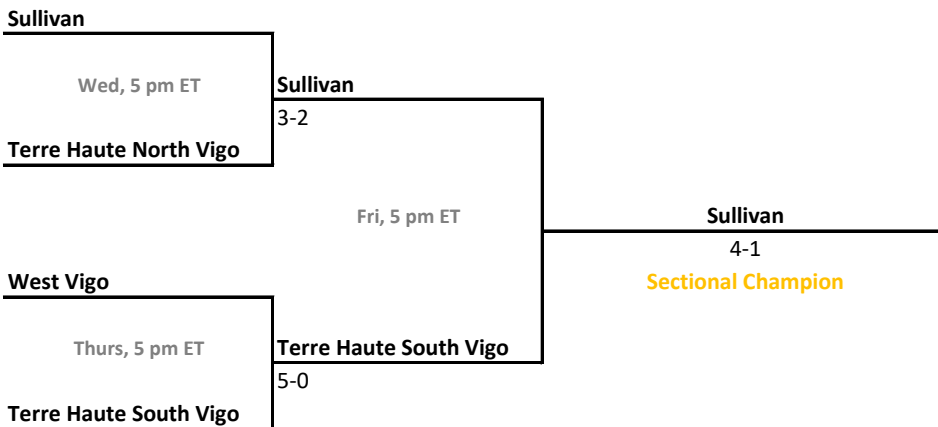 Sullivan
Wed, 5 pm ET
Sullivan
3-2
Terre Haute North Vigo
Fri, 5 pm ET
Sullivan
4-1
Sectional Champion
West Vigo
Thurs, 5 pm ET
Terre Haute South Vigo
5-0
Terre Haute South Vigo